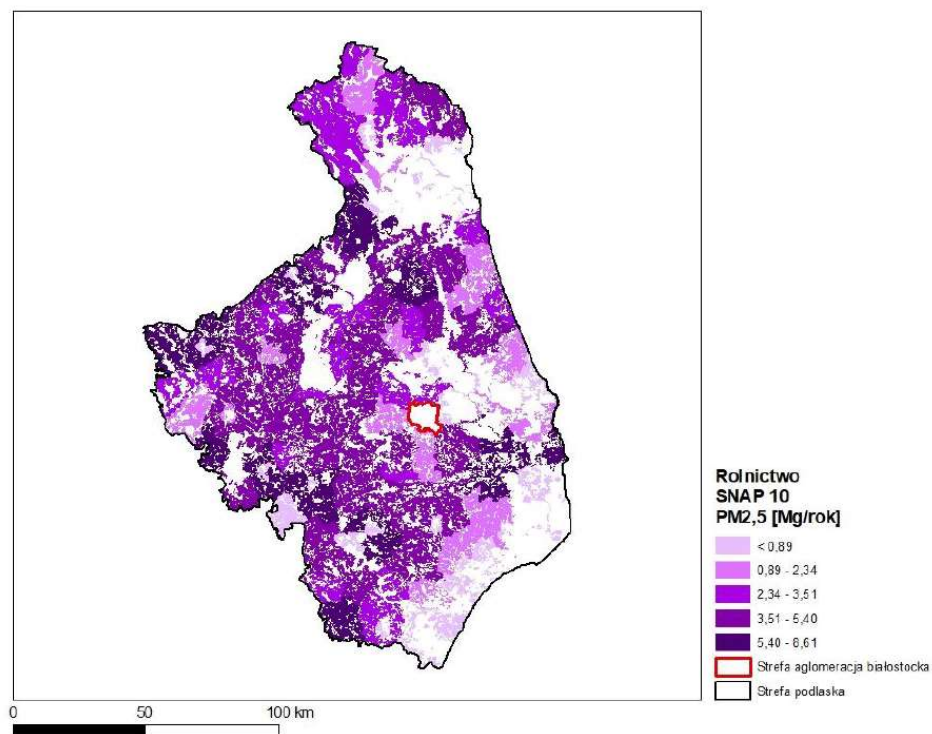 Rolnictwo
SNAP 10
PM2,5 [Mg/rok]
< 0,89
0,89 - 2,34
2,34 - 3,51
3,51 - 5,40
5,40 - 8,61
Strefa aglomeracja białostocka
Strefa podlaska
0 50 100 km